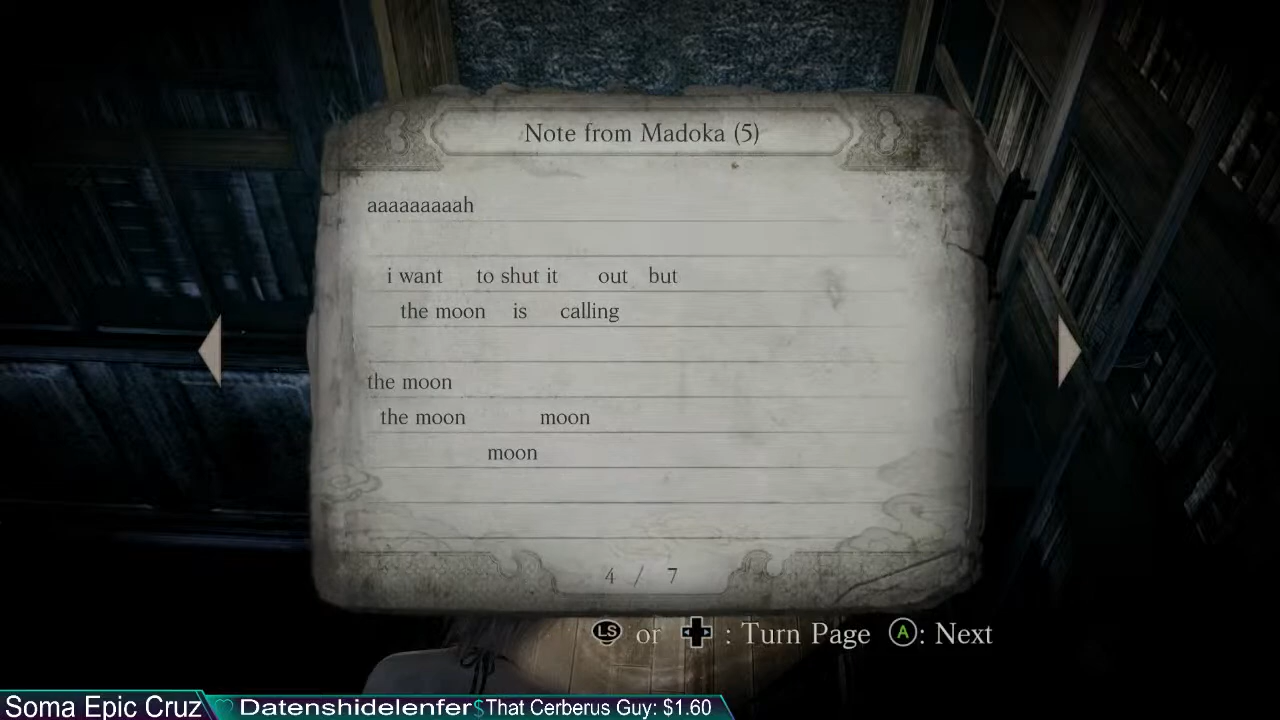 Note from Madoka (5)
aaaaaaaaah
i want to shut it out but
the moon is calling
the moon
the moon moon
moon
4 / 7
LS or : Turn Page A : Next
Soma Epic Cruz Datenshidelenfer $That Cerberus Guy: $1.60